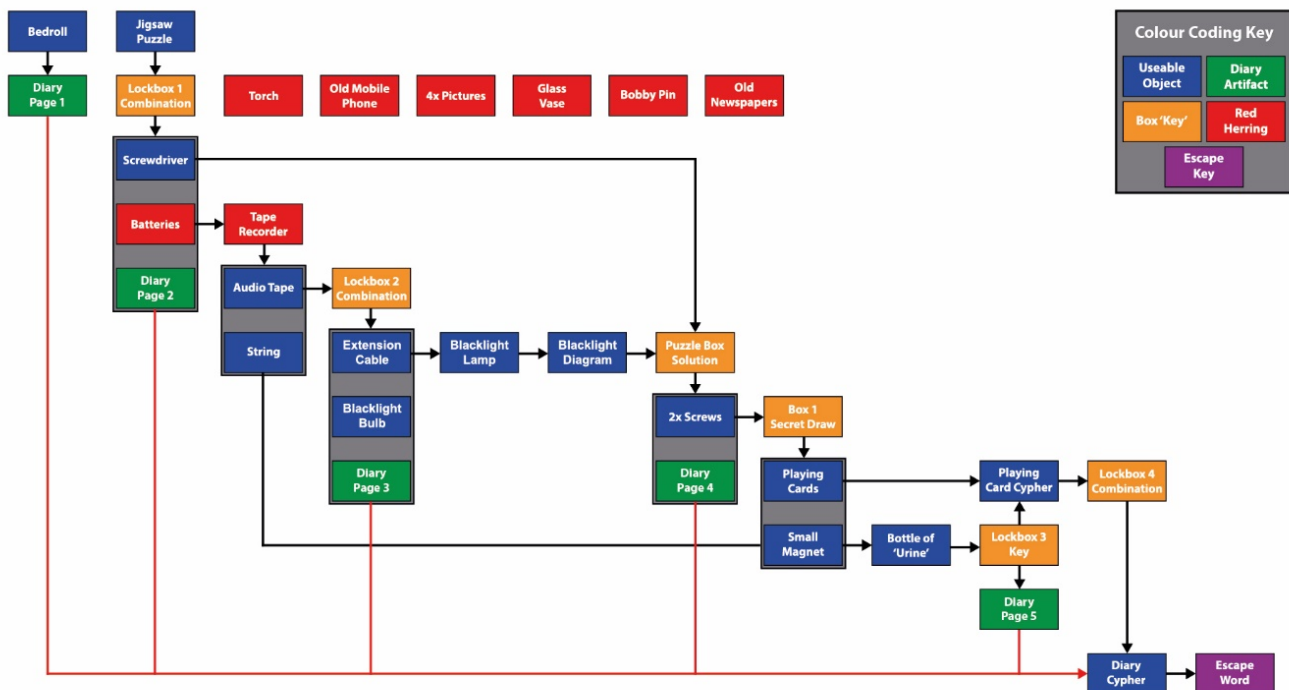 Bedroll
Jigsaw
Puzzle
Colour Coding Key
Useable
Object
Diary
Artifact
Box 'Key'
Red
Herring
Escape
Key
Diary
Page 1
Lockbox 1
Combination
Torch
Old Mobile
Phone
4x Pictures
Glass
Vase
Bobby Pin
Old
Newspapers
Screwdriver
Batteries
Tape
Recorder
Diary
Page 2
Audio Tape
Lockbox 2
Combination
String
Extension
Cable
Blacklight
Lamp
Blacklight
Diagram
Puzzle Box
Solution
Blacklight
Bulb
2x Screws
Box 1
Secret Draw
Diary
Page 3
Diary
Page 4
Playing
Cards
Playing
Card Cypher
Lockbox 4
Combination
Small
Magnet
Bottle of
'Urine'
Lockbox 3
Key
Diary
Page 5
Diary
Cypher
Escape
Word